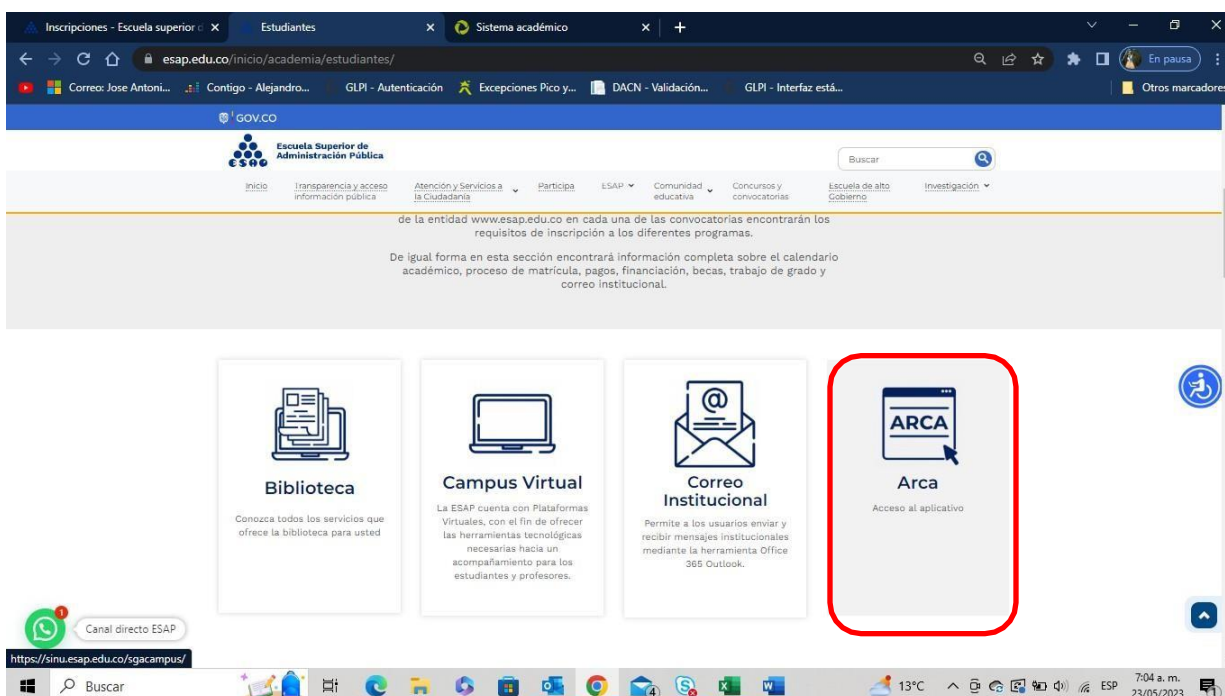 Inscripciones - Escuela superior d
Estudiantes
Sistema académico
esap.edu.co/inicio/academia/estudiantes/
En pausa
Correo: Jose Antoni...
Contigo - Alejandro...
GLPI - Autenticación
Excepciones Pico y...
DACN - Validación...
GLPI - Interfaz está...
Otros marcadores
GOV.CO
esap
Escuela Superior de
Administración Pública
Buscar
Inicio
Transparencia y acceso
información pública
Atención y Servicios a
la Ciudadania
Participa
ESAP
Comunidad
educativa
Concursos y
convocatorias
Escuela de alto
Gobierno
Investigación
de la entidad www.esap.edu.co en cada una de las convocatorias encontrarán los
requisitos de inscripción a los diferentes programas.
De igual forma en esta sección encontrará información completa sobre el calendario
académico, proceso de matrícula, pagos, financiación, becas, trabajo de grado y
correo institucional.
Biblioteca
Conozca todos los servicios que
ofrece la biblioteca para usted
Campus Virtual
La ESAP cuenta con Plataformas
Virtuales, con el fin de ofrecer
las herramientas tecnológicas
necesarias hacia un
acompañamiento para los
estudiantes y profesores.
@
Correo
Institucional
Permite a los usuarios enviar y
recibir mensajes institucionales
mediante la herramienta Office
365 Outlook.
ARCA
Arca
Acceso al aplicativo
1
Canal directo ESAP
https://sinu.esap.edu.co/sgacampus/
Buscar
4
13°C
ESP
7:04 a. m.
23/05/2023